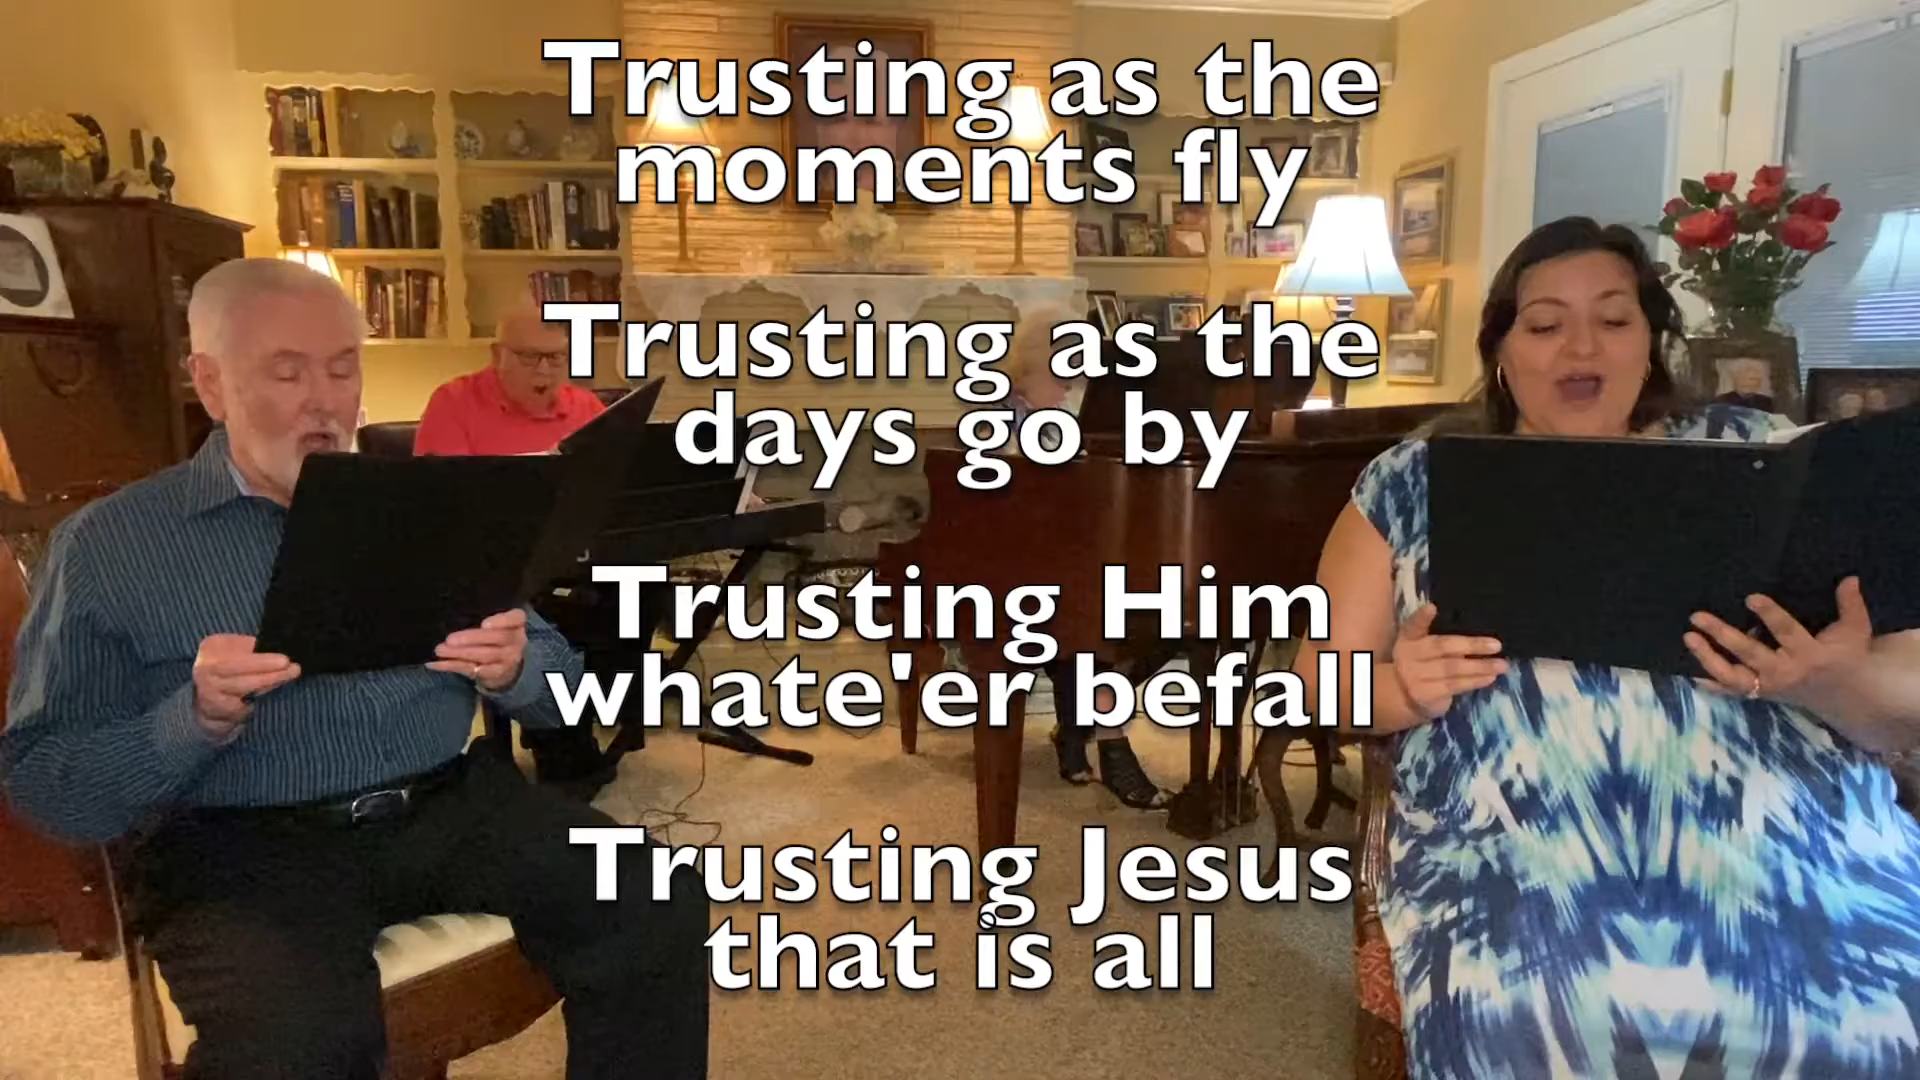 Trusting as the
moments fly
Trusting as the
days go by
Trusting Him
whate'er befall
Trusting Jesus
that is all